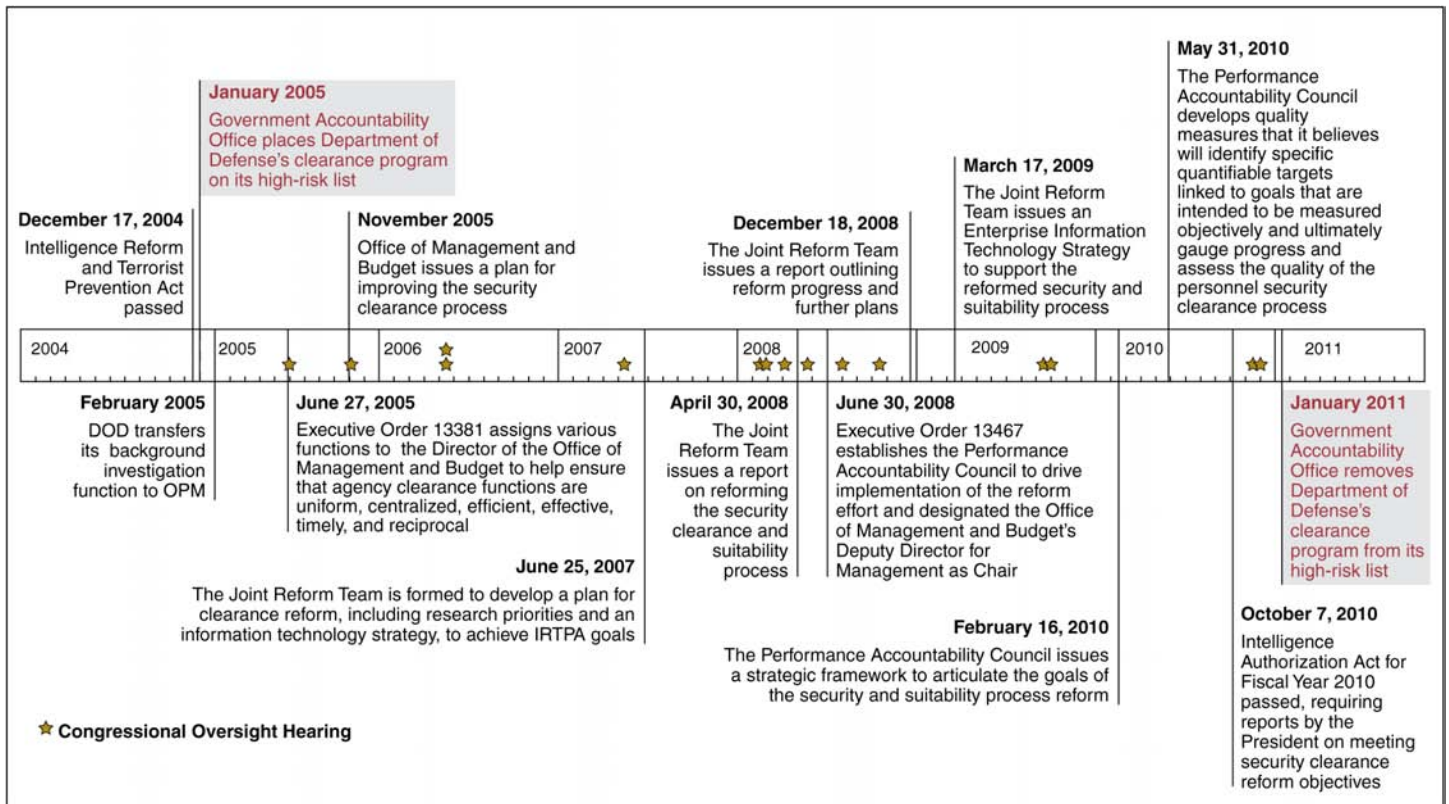 May 31, 2010
The Performance
Accountability Council
develops quality
measures that it believes
will identify specific
quantifiable targets
linked to goals that are
intended to be measured
objectively and ultimately
gauge progress and
assess the quality of the
personnel security
clearance process
January 2005
Government Accountability
Office places Department of
Defense's clearance program
on its high-risk list
March 17, 2009
The Joint Reform
Team issues an
Enterprise Information
Technology Strategy
to support the
reformed security and
suitability process
December 17, 2004
Intelligence Reform
and Terrorist
Prevention Act
passed
November 2005
Office of Management and
Budget issues a plan for
improving the security
clearance process
December 18, 2008
The Joint Reform Team
issues a report outlining
reform progress and
further plans
2004
2005
2006
2007
2008
2009
2010
2011
February 2005
DOD transfers
its background
investigation
function to OPM
June 27, 2005
Executive Order 13381 assigns various
functions to the Director of the Office of
Management and Budget to help ensure
that agency clearance functions are
uniform, centralized, efficient, effective,
timely, and reciprocal
April 30, 2008
The Joint
Reform Team
issues a report
on reforming
the security
clearance and
suitability
process
June 30, 2008
Executive Order 13467
establishes the Performance
Accountability Council to drive
implementation of the reform
effort and designated the Office
of Management and Budget's
Deputy Director for
Management as Chair
January 2011
Government
Accountability
Office removes
Department of
Defense's
clearance
program from its
high-risk list
June 25, 2007
The Joint Reform Team is formed to develop a plan for
clearance reform, including research priorities and an
information technology strategy, to achieve IRTPA goals
February 16, 2010
The Performance Accountability Council issues
a strategic framework to articulate the goals of
the security and suitability process reform
October 7, 2010
Intelligence
Authorization Act for
Fiscal Year 2010
passed, requiring
reports by the
President on meeting
security clearance
reform objectives
Congressional Oversight Hearing